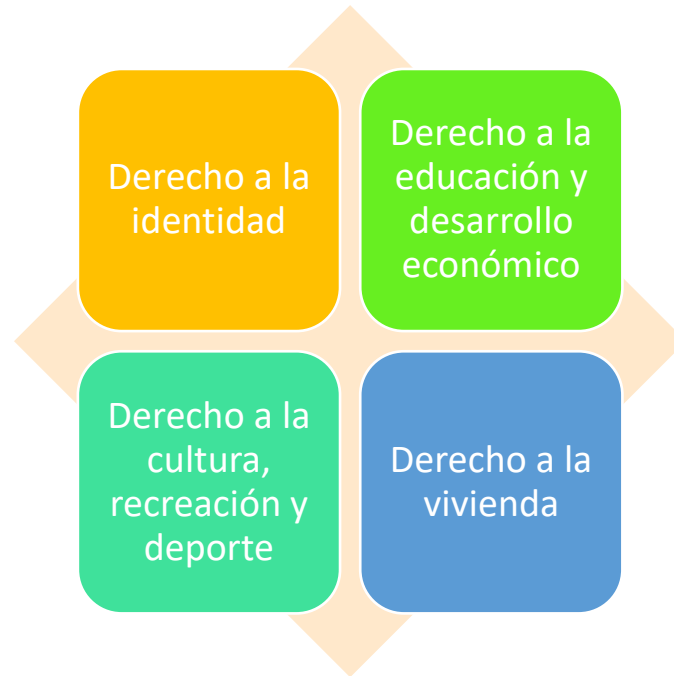 Derecho a la
identidad
Derecho a la
educación y
desarrollo
económico
Derecho a la
cultura,
recreación y
deporte
Derecho a la
vivienda